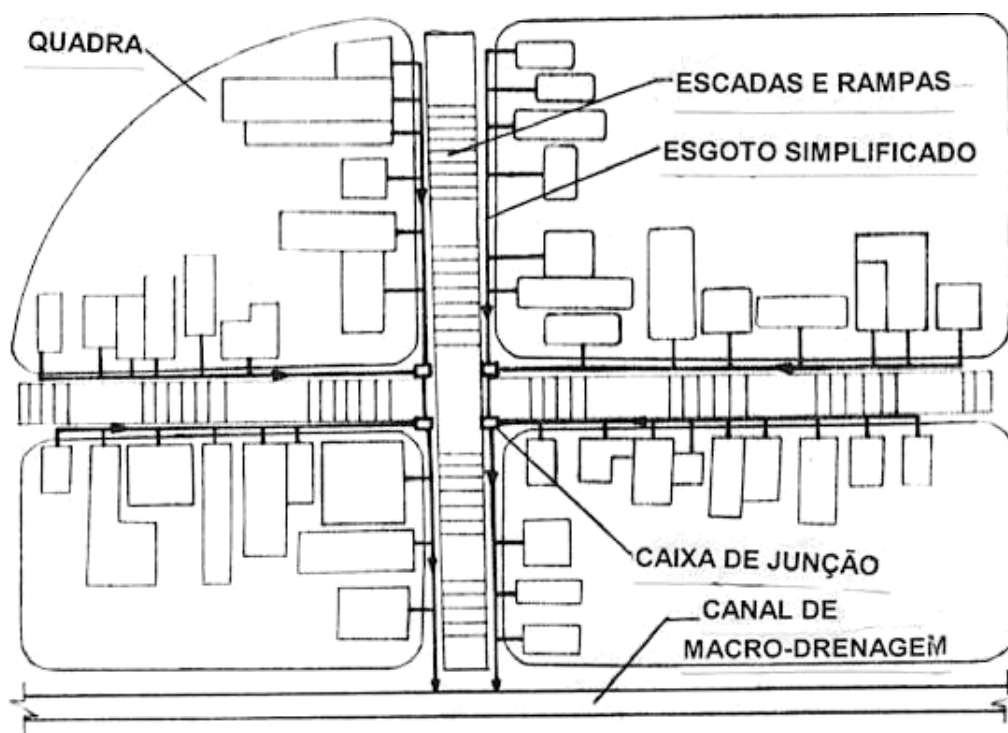 QUADRA
ESCADAS E RAMPAS
ESGOTO SIMPLIFICADO
CAIXA DE JUNÇÃO
CANAL DE
MACRO-DRENAGEM